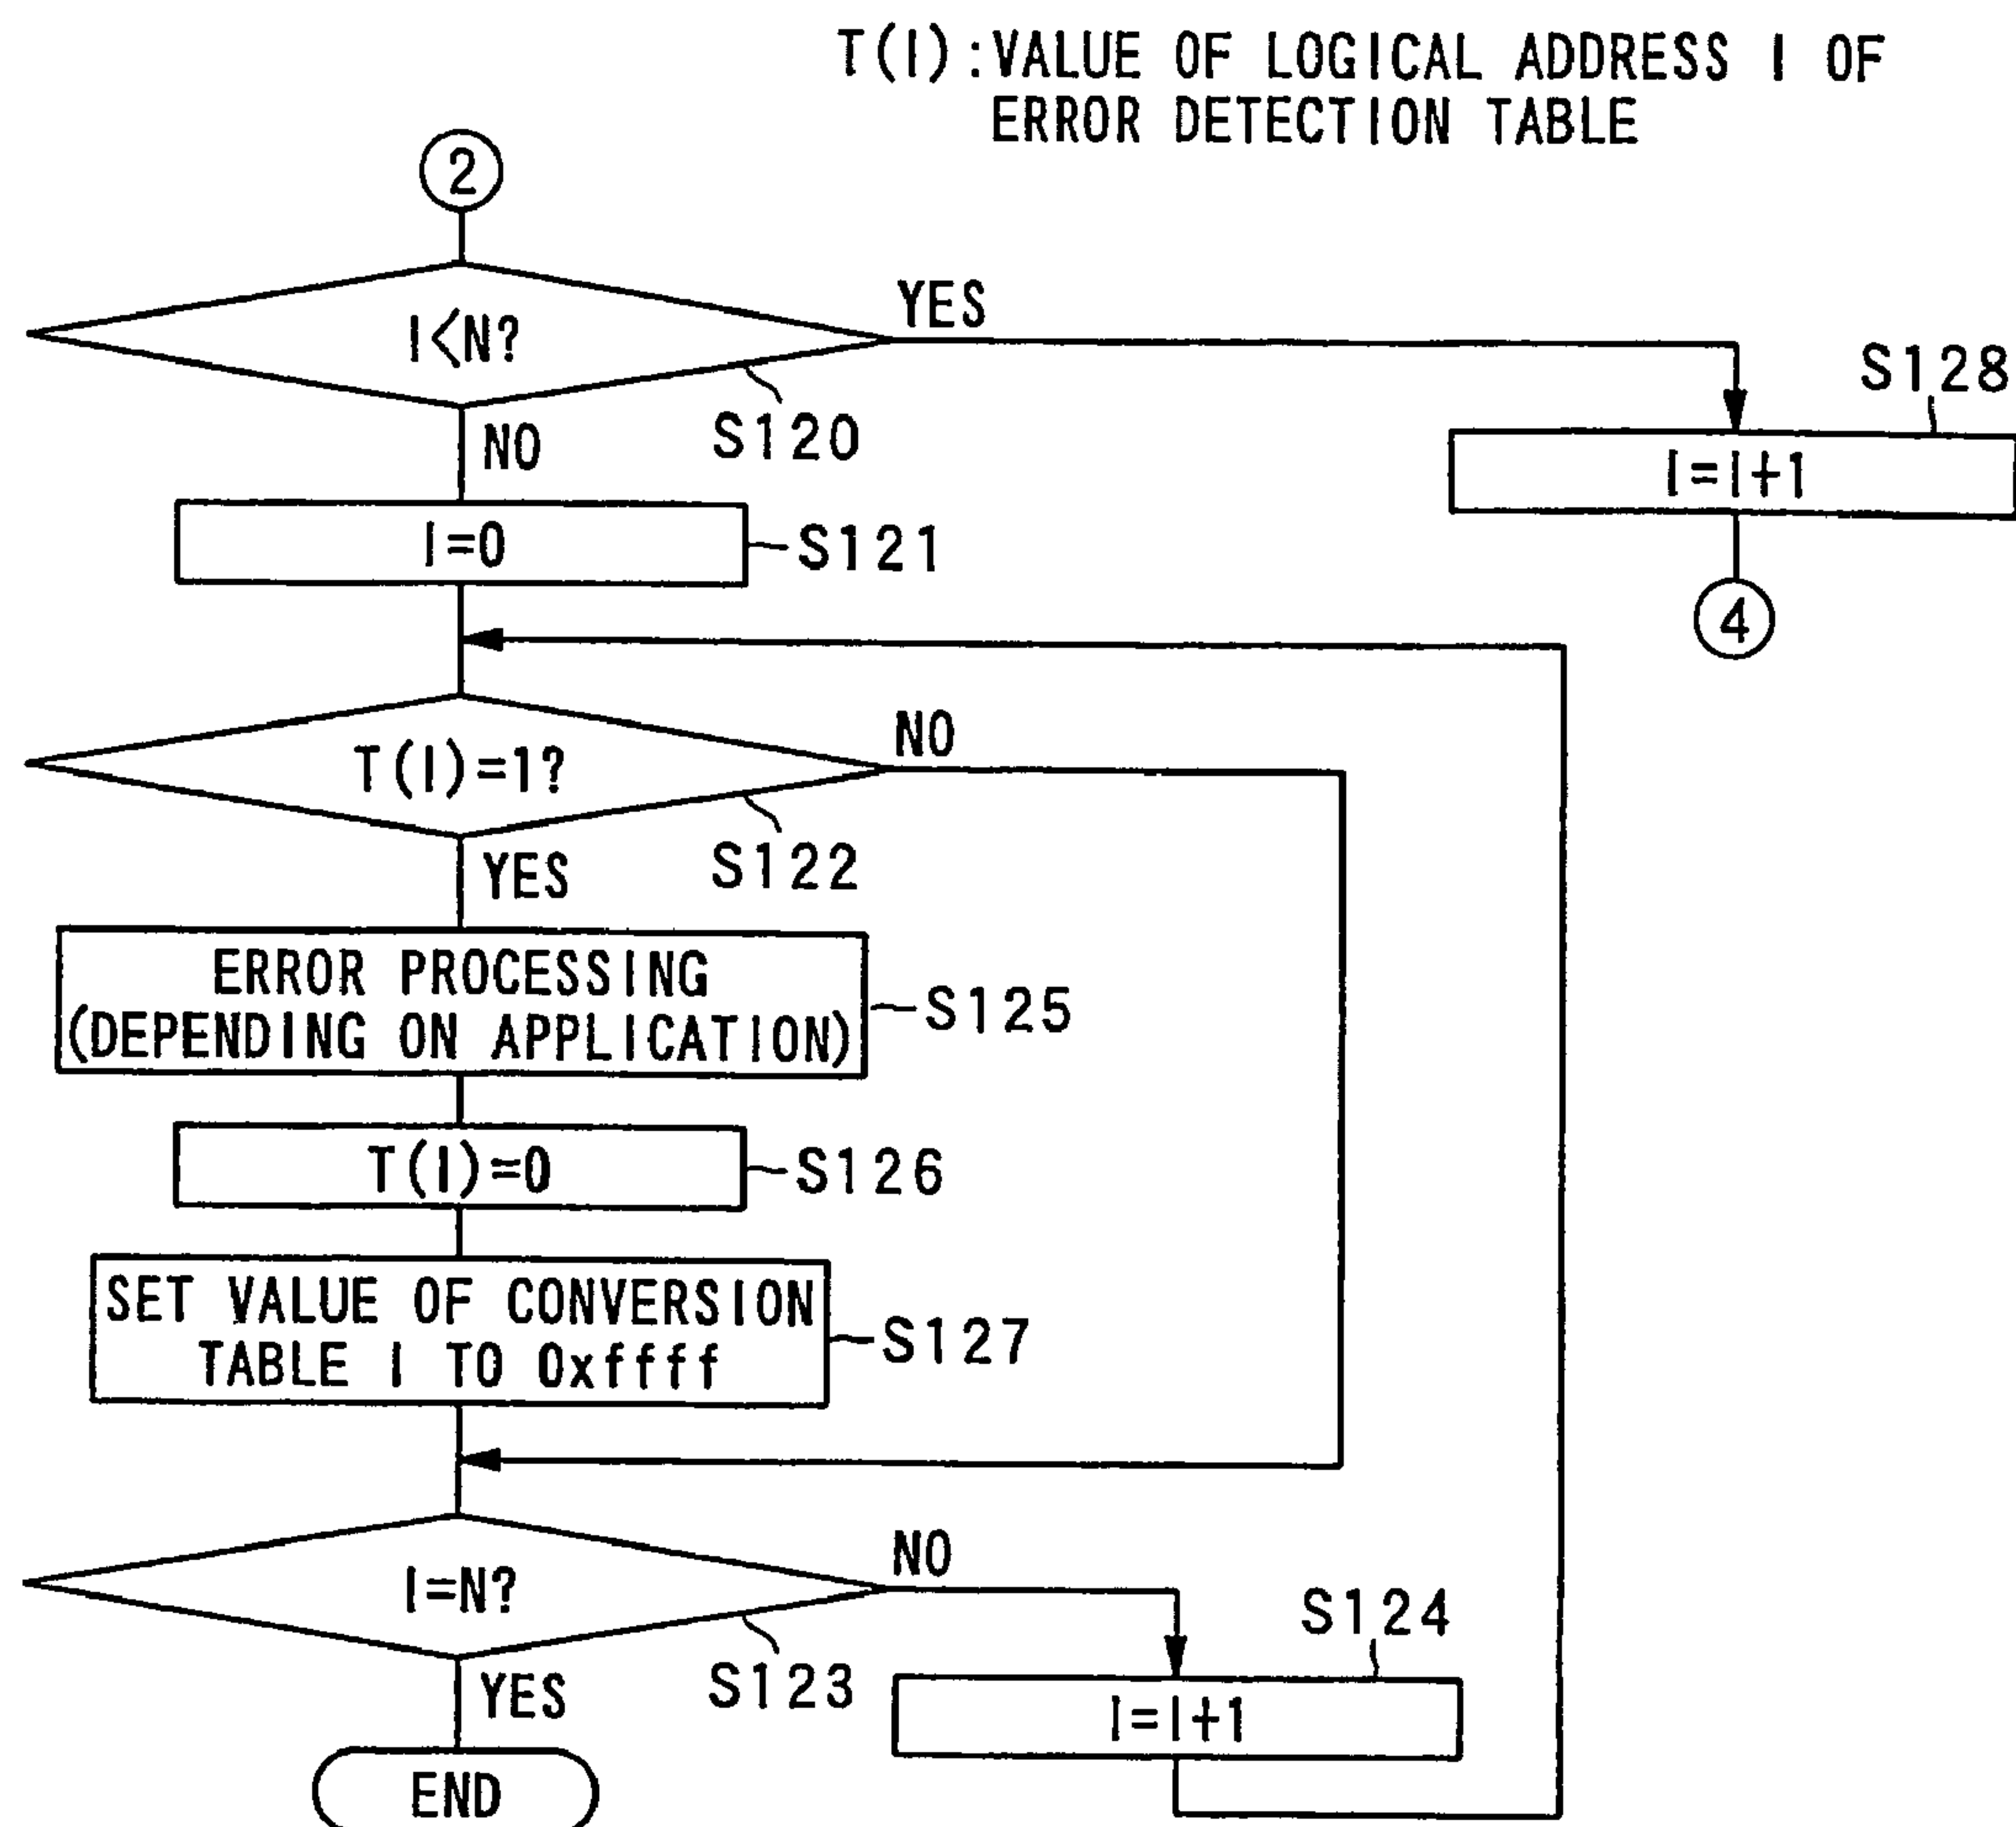 T(I):VALUE OF LOGICAL ADDRESS I OF
ERROR DETECTION TABLE
2
I<N?
YES
S120
NO
S128
I=I+1
4
I=0
S121
T(I)=1?
NO
S122
YES
ERROR PROCESSING
(DEPENDING ON APPLICATION)
S125
T(I)=0
S126
SET VALUE OF CONVERSION
TABLE I TO 0xffff
S127
I=N?
NO
S123
YES
S124
I=I+1
END